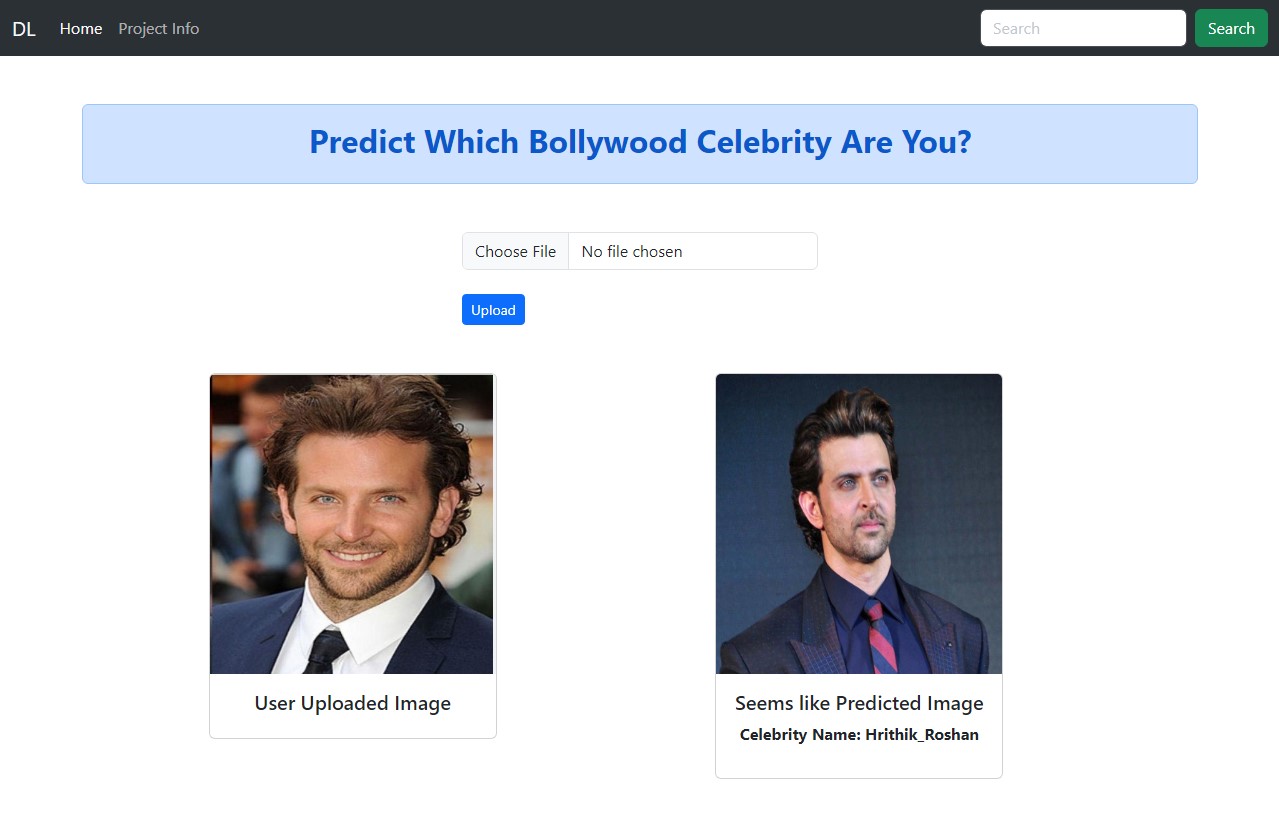 DL Home Project Info Search Search
Predict Which Bollywood Celebrity Are You?
Choose File No file chosen
Upload
User Uploaded Image
Seems like Predicted Image
Celebrity Name: Hrithik_Roshan